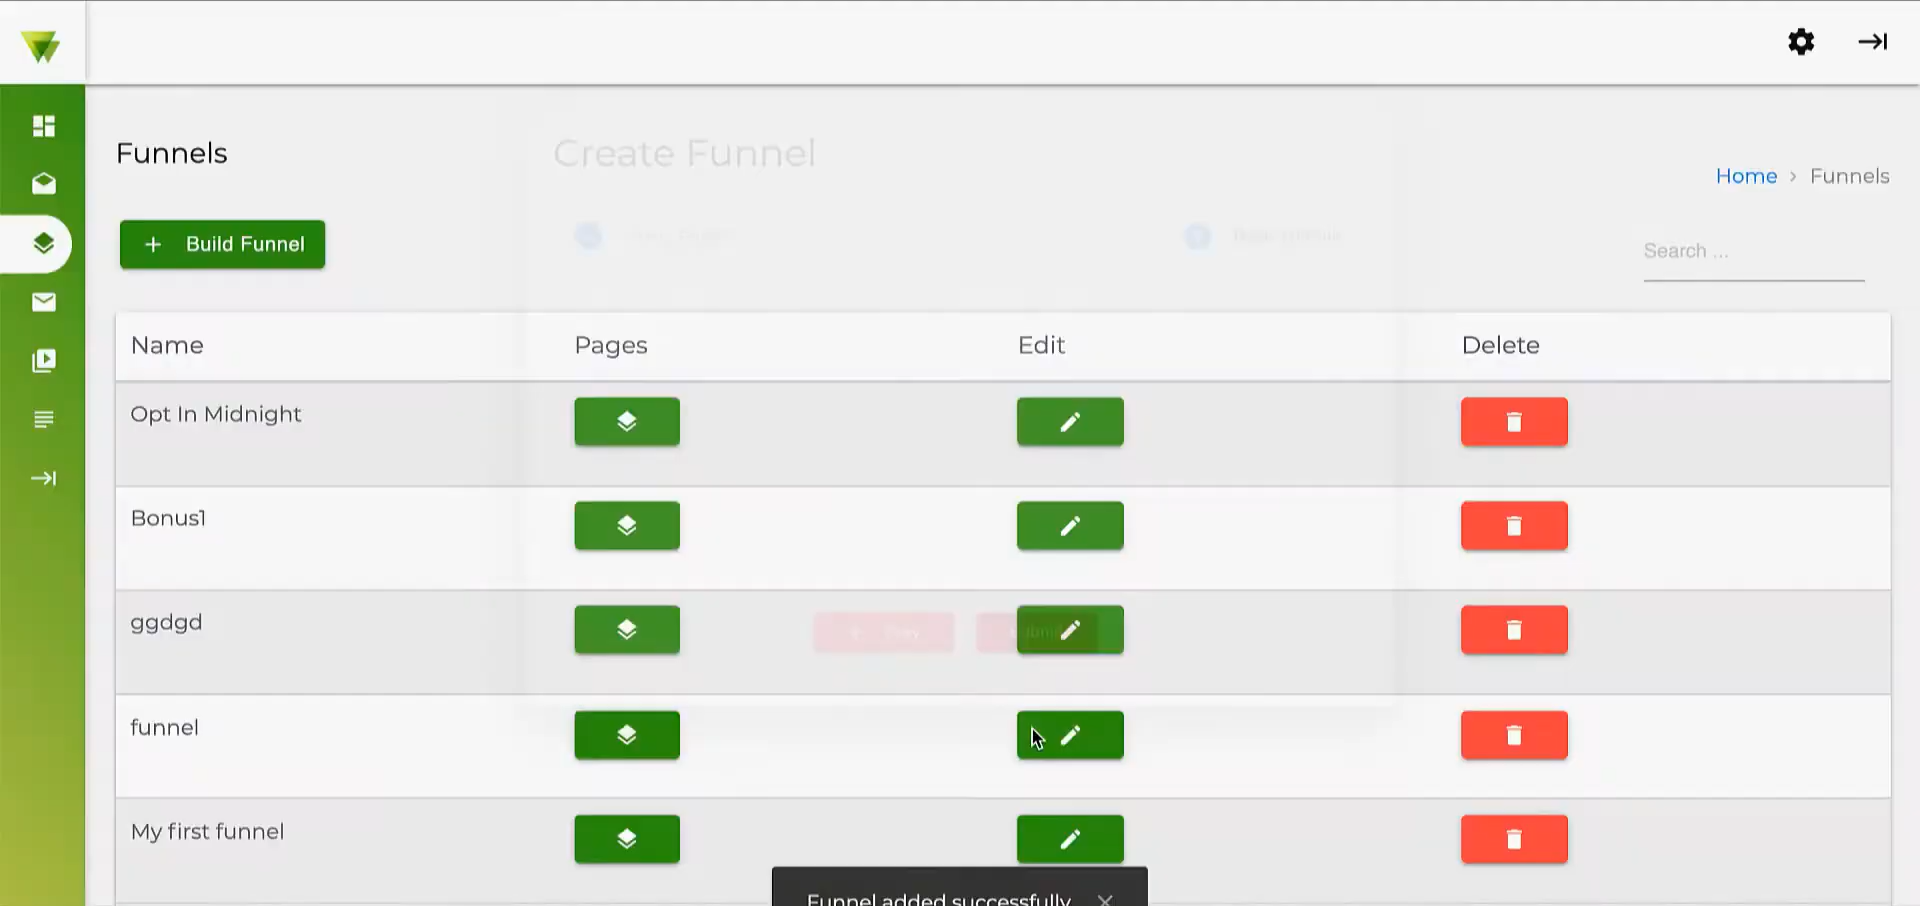 Funnels
Create Funnel
Home > Funnels
+ Build Funnel
Search ...
Name Pages Edit Delete
Opt In Midnight
Bonus1
ggdgd
funnel
My first funnel
Funnel added successfully ×